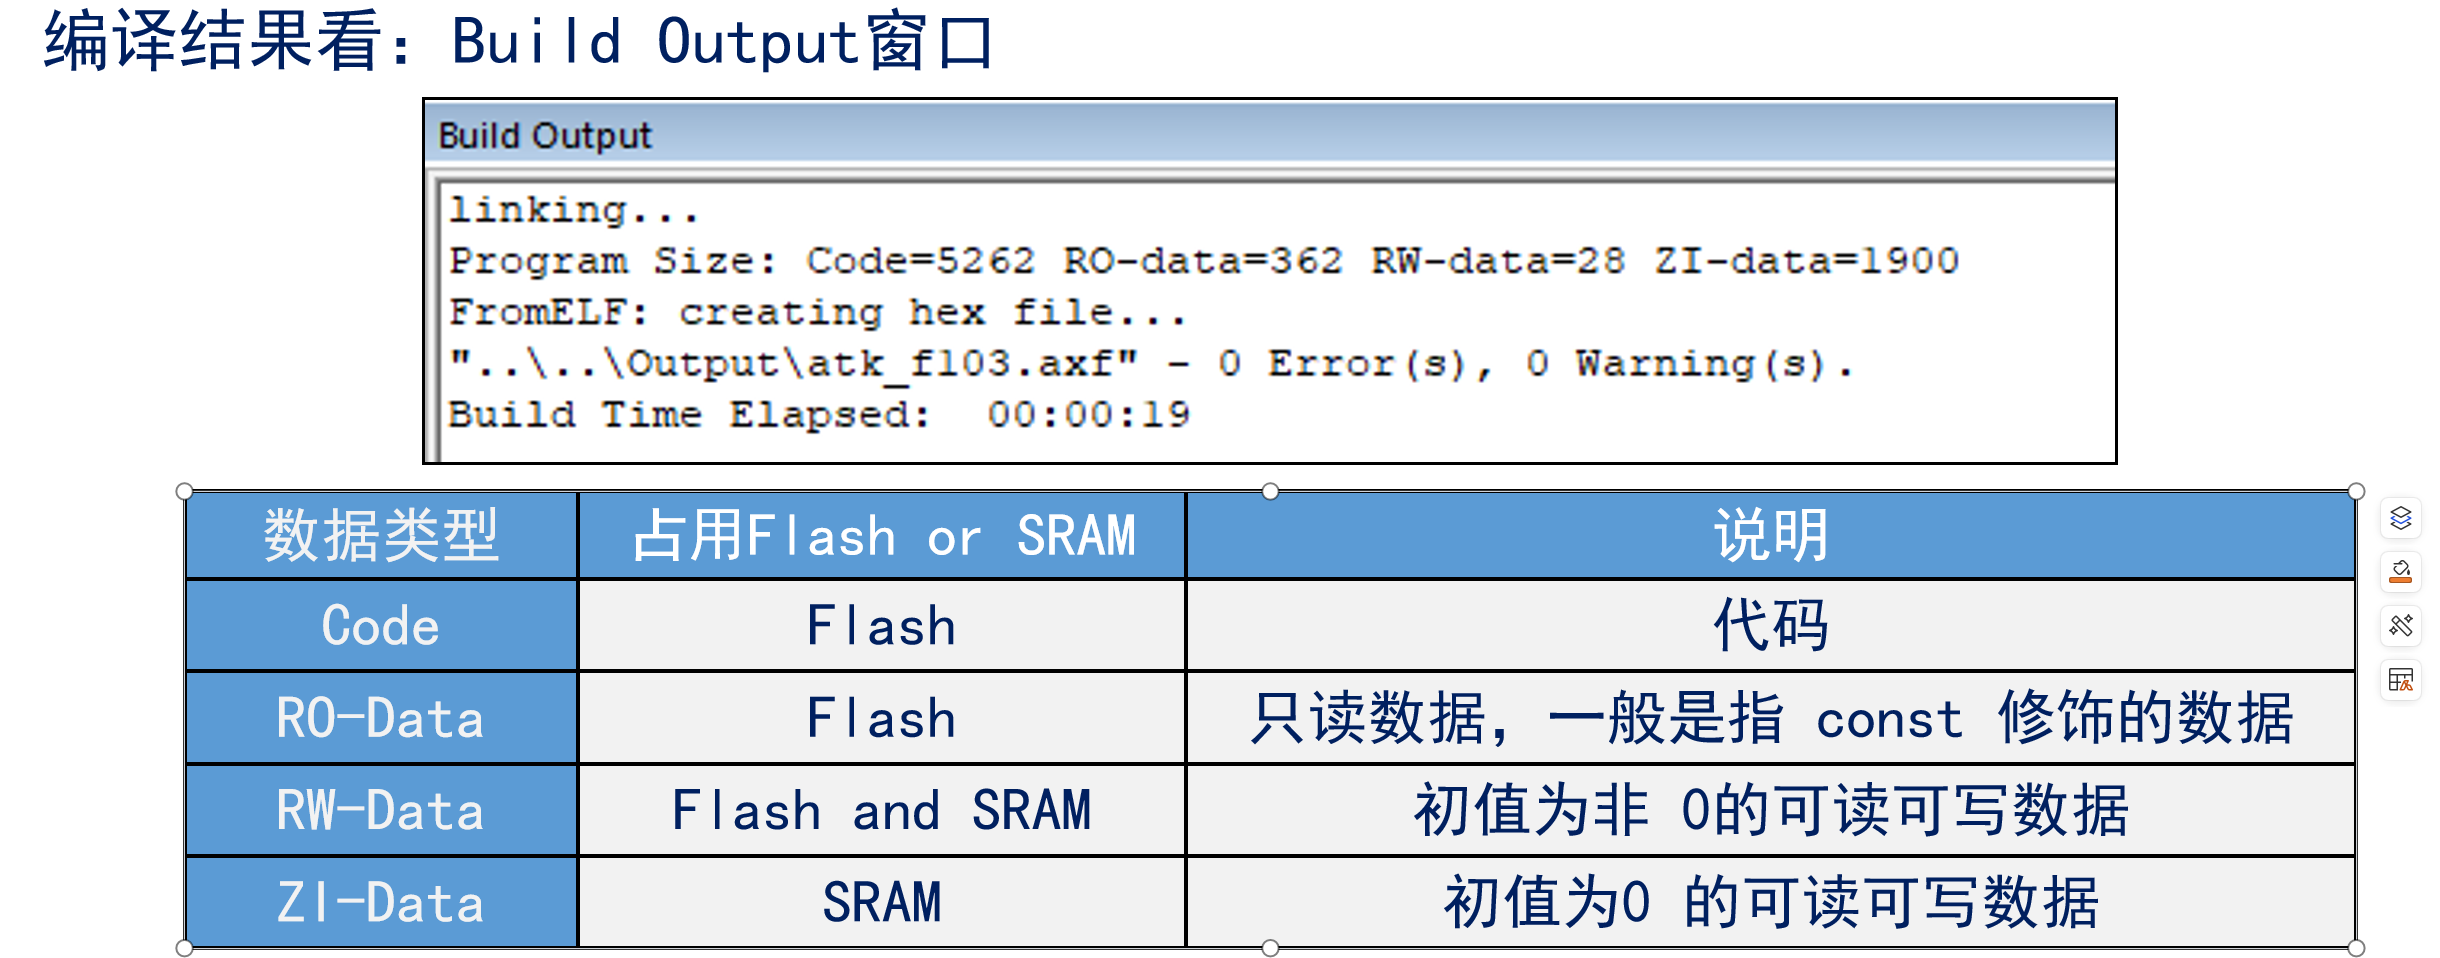 编译结果看：Build Output窗口
Build Output
linking...
Program Size: Code=5262 RO-data=362 RW-data=28 ZI-data=1900
FromELF: creating hex file...
"..\..\Output\atk_f103.axf" - 0 Error(s), 0 Warning(s).
Build Time Elapsed:  00:00:19
数据类型 占用Flash or SRAM 说明
Code Flash 代码
RO-Data Flash 只读数据，一般是指 const 修饰的数据
RW-Data Flash and SRAM 初值为非 0的可读可写数据
ZI-Data SRAM 初值为0 的可读可写数据